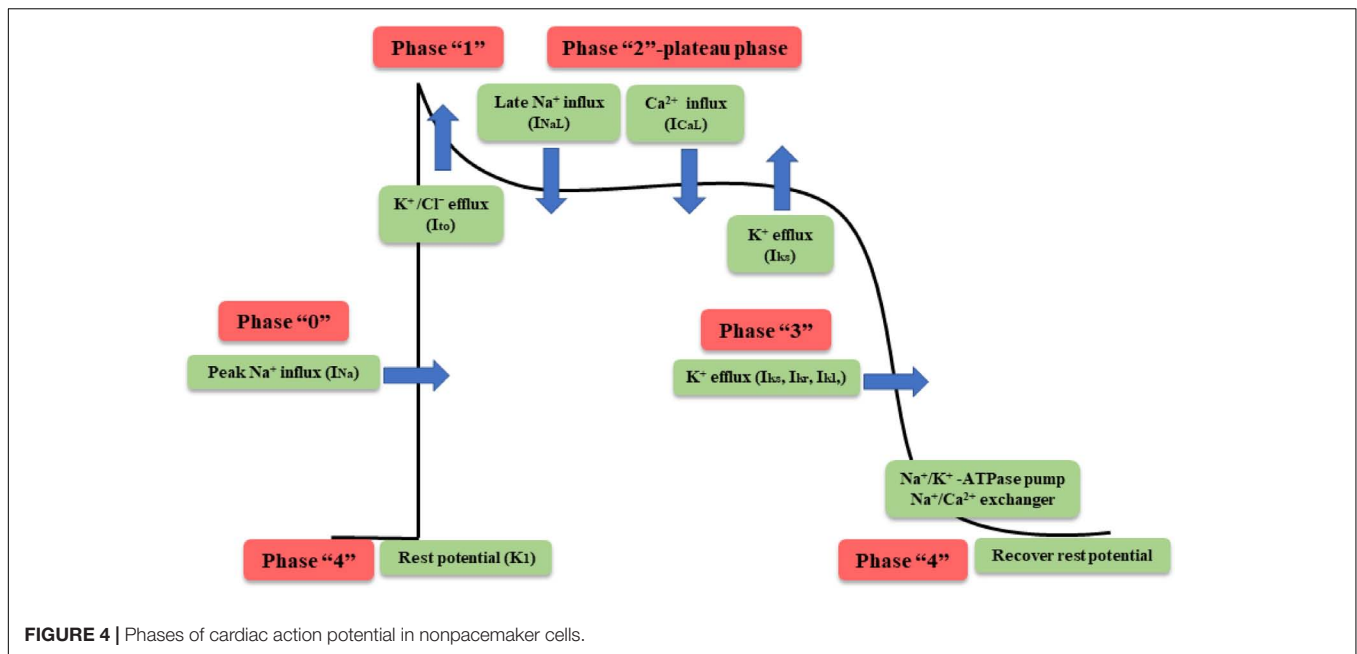 Phase “1”
Phase “2”-plateau phase
Late Na⁺ influx
(INaL)
Ca²⁺ influx
(ICaL)
K⁺/Cl⁻ efflux
(Ito)
K⁺ efflux
(Iks)
Phase “0”
Peak Na⁺ influx (INa)
Phase “3”
K⁺ efflux (Iks, Ikr, Ikl,)
Na⁺/K⁺ -ATPase pump
Na⁺/Ca²⁺ exchanger
Phase “4”
Rest potential (K1)
Phase “4”
Recover rest potential
FIGURE 4 | Phases of cardiac action potential in nonpacemaker cells.